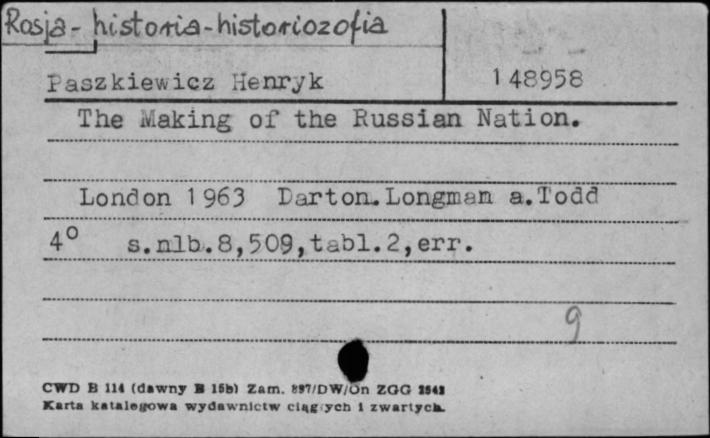 Rosja - historia - historiozofia
Paszkiewicz Henryk 148958
The Making of the Russian Nation.
London 1963 Darton.Longman a.Todd
4° s.nlb.8,509,tabl.2,err.
9
CWD B 114 (dawny B 15b) Zam. 897/DW/On ZGG
Karta katalogowa wydawnictw ciągłych i zwartych.